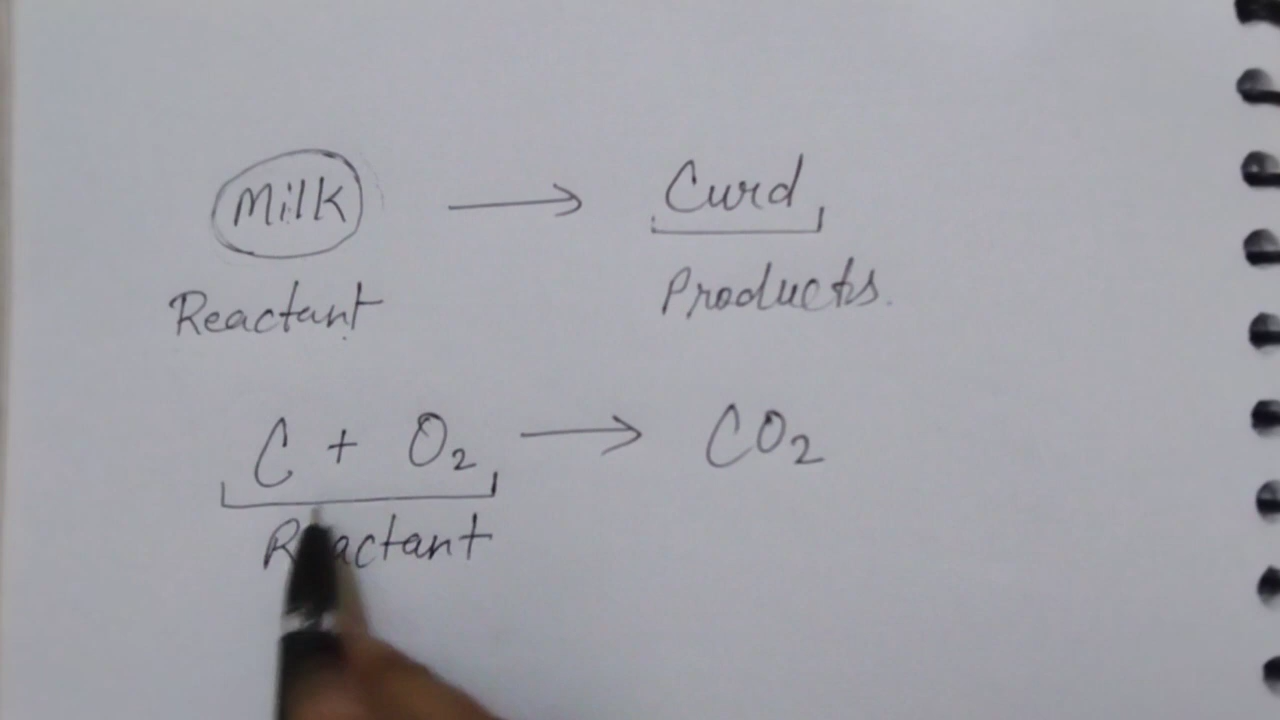 Milk → Curd
Reactant Products.
C + O₂ → CO₂
Reactant